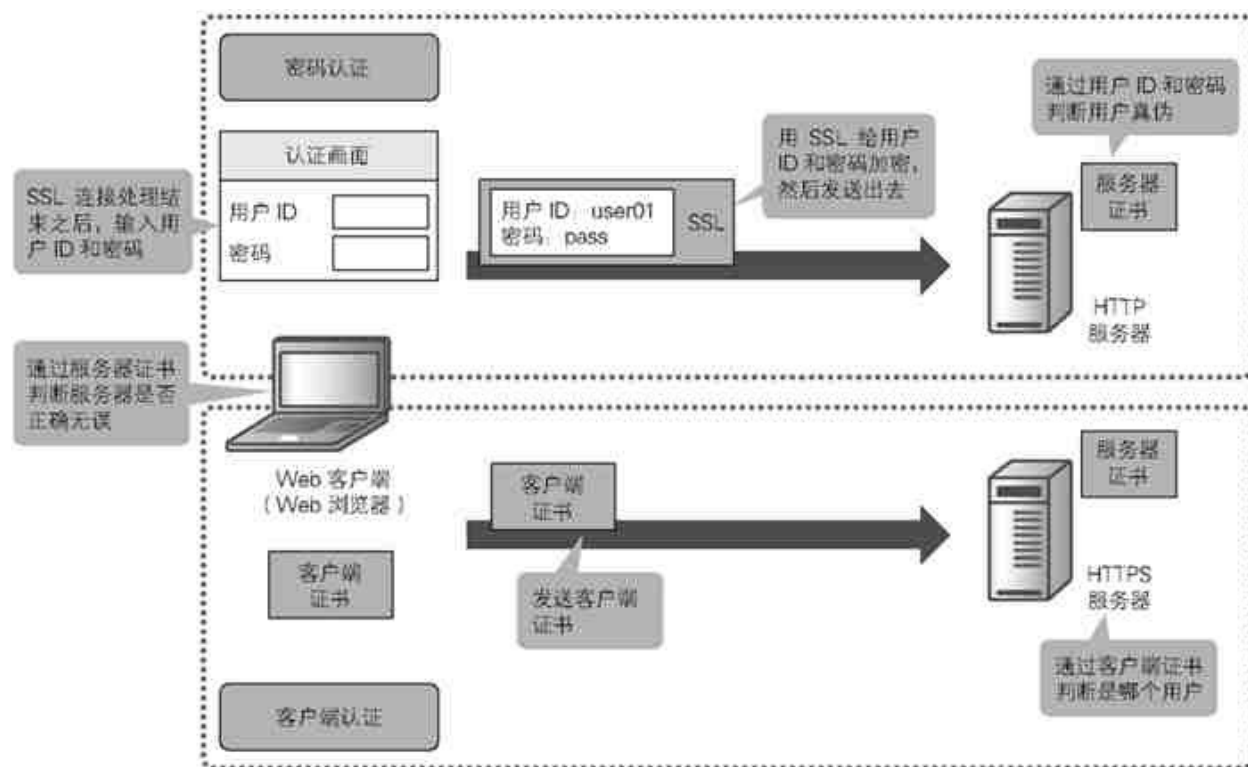 密码认证
通过用户 ID 和密码
判断用户真伪
认证画面
用户 ID
密码
SSL 连接处理结
束之后，输入用
户 ID 和密码
用户 ID：user01
密码：pass
SSL
用 SSL 给用户
ID 和密码加密，
然后发送出去
服务器
证书
HTTP
服务器
通过服务器证书
判断服务器是否
正确无误
Web 客户端
（Web 浏览器）
客户端
证书
客户端
证书
发送客户端
证书
服务器
证书
HTTPS
服务器
通过客户端证书
判断是哪个用户
客户端认证